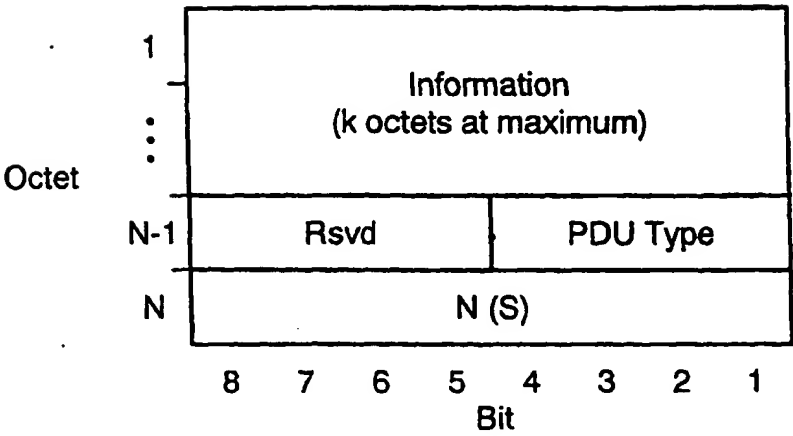 1
Information
(k octets at maximum)
⋮
Octet
N-1 Rsvd PDU Type
N N (S)
8 7 6 5 4 3 2 1
Bit